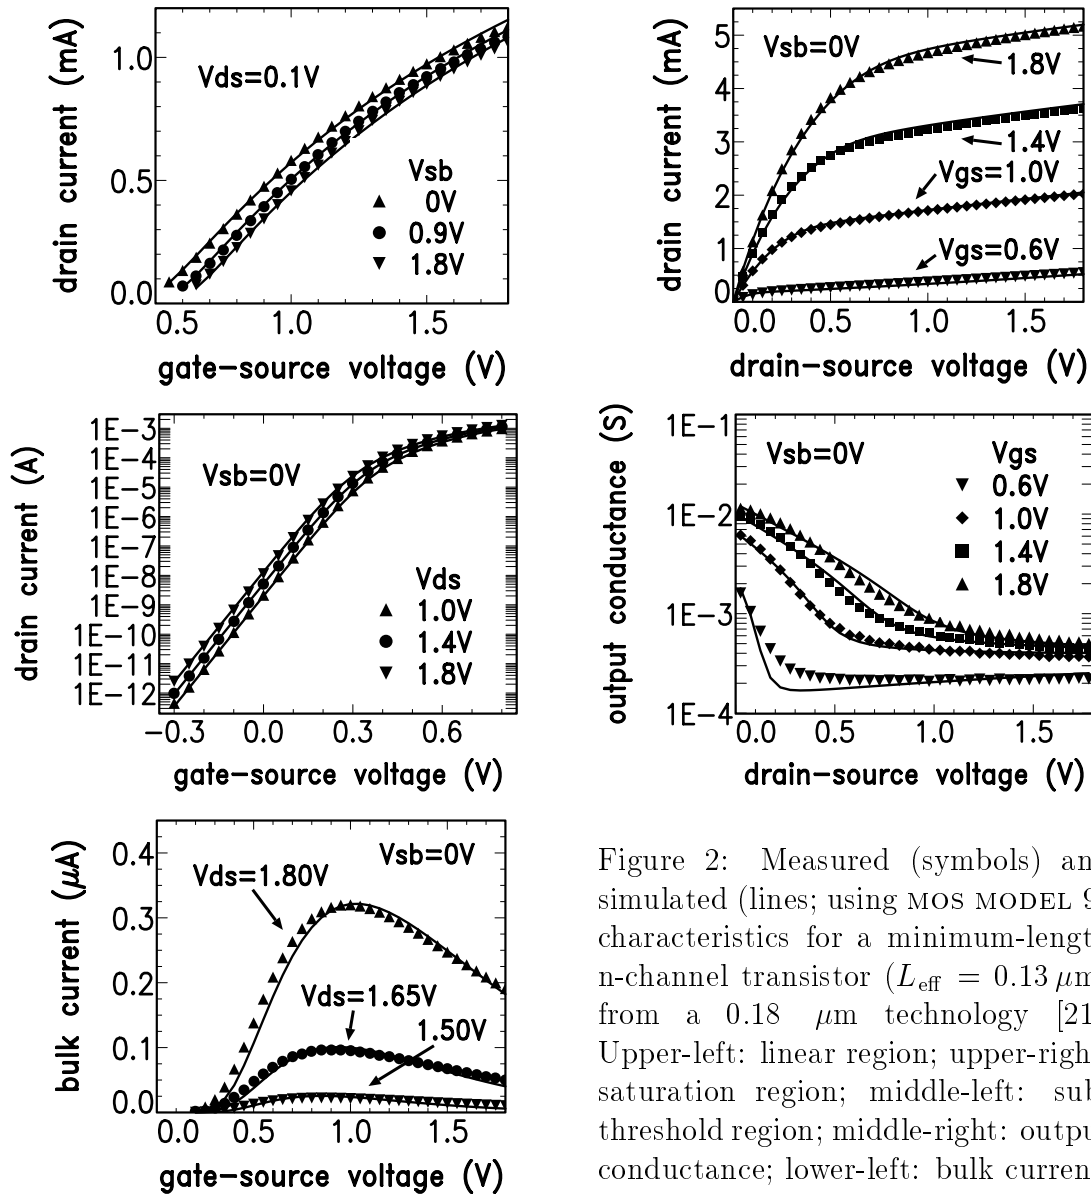 drain current (mA)
1.0
0.5
0.0
Vds=0.1V
Vsb
0V
0.9V
1.8V
0.5 1.0 1.5
gate-source voltage (V)
drain current (mA)
5
4
3
2
1
0
Vsb=0V
1.8V
1.4V
Vgs=1.0V
Vgs=0.6V
0.0 0.5 1.0 1.5
drain-source voltage (V)
drain current (A)
1E-3
1E-4
1E-5
1E-6
1E-7
1E-8
1E-9
1E-10
1E-11
1E-12
Vsb=0V
Vds
1.0V
1.4V
1.8V
-0.3 0.0 0.3 0.6
gate-source voltage (V)
output conductance (S)
1E-1
1E-2
1E-3
1E-4
Vsb=0V
Vgs
0.6V
1.0V
1.4V
1.8V
0.0 0.5 1.0 1.5
drain-source voltage (V)
bulk current (μA)
0.4
0.3
0.2
0.1
0.0
Vsb=0V
Vds=1.80V
Vds=1.65V
1.50V
0.0 0.5 1.0 1.5
gate-source voltage (V)
Figure 2: Measured (symbols) an
simulated (lines; using MOS MODEL 9
characteristics for a minimum-lengt
n-channel transistor (Leff = 0.13 μm
from a 0.18 μm technology [21
Upper-left: linear region; upper-righ
saturation region; middle-left: sub
threshold region; middle-right: outpu
conductance; lower-left: bulk curren